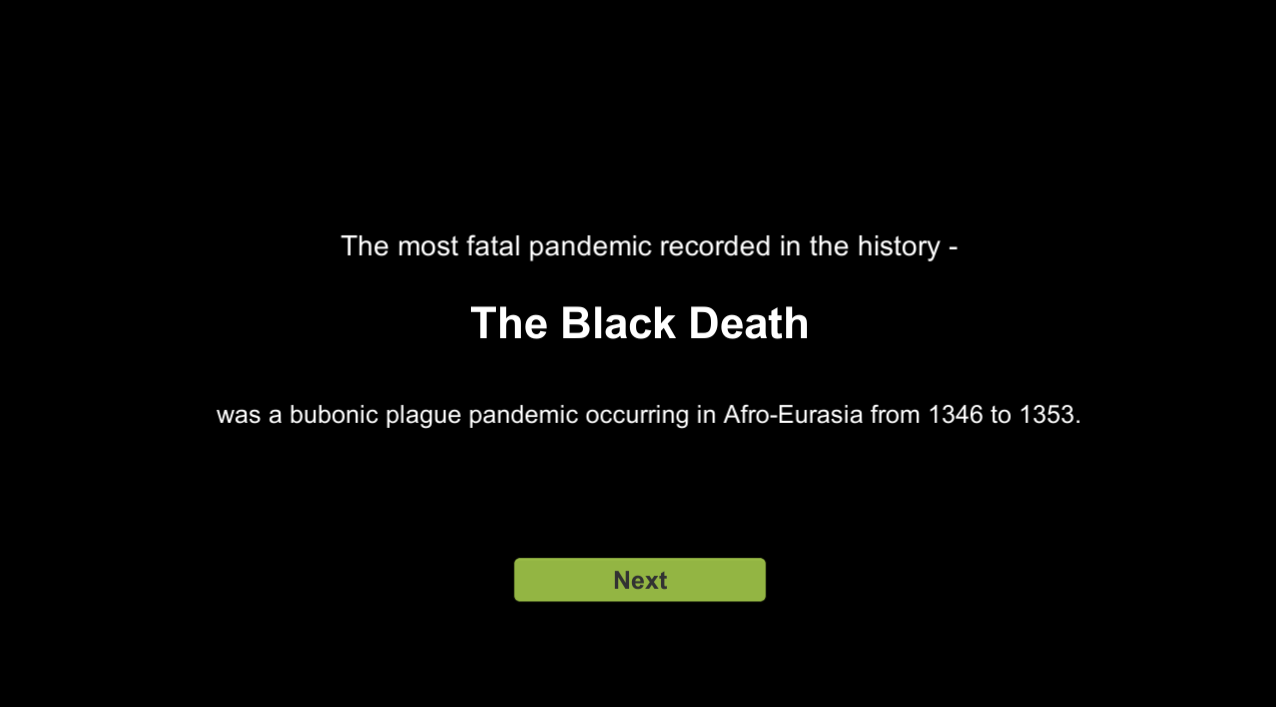 The most fatal pandemic recorded in the history -
The Black Death
was a bubonic plague pandemic occurring in Afro-Eurasia from 1346 to 1353.
Next